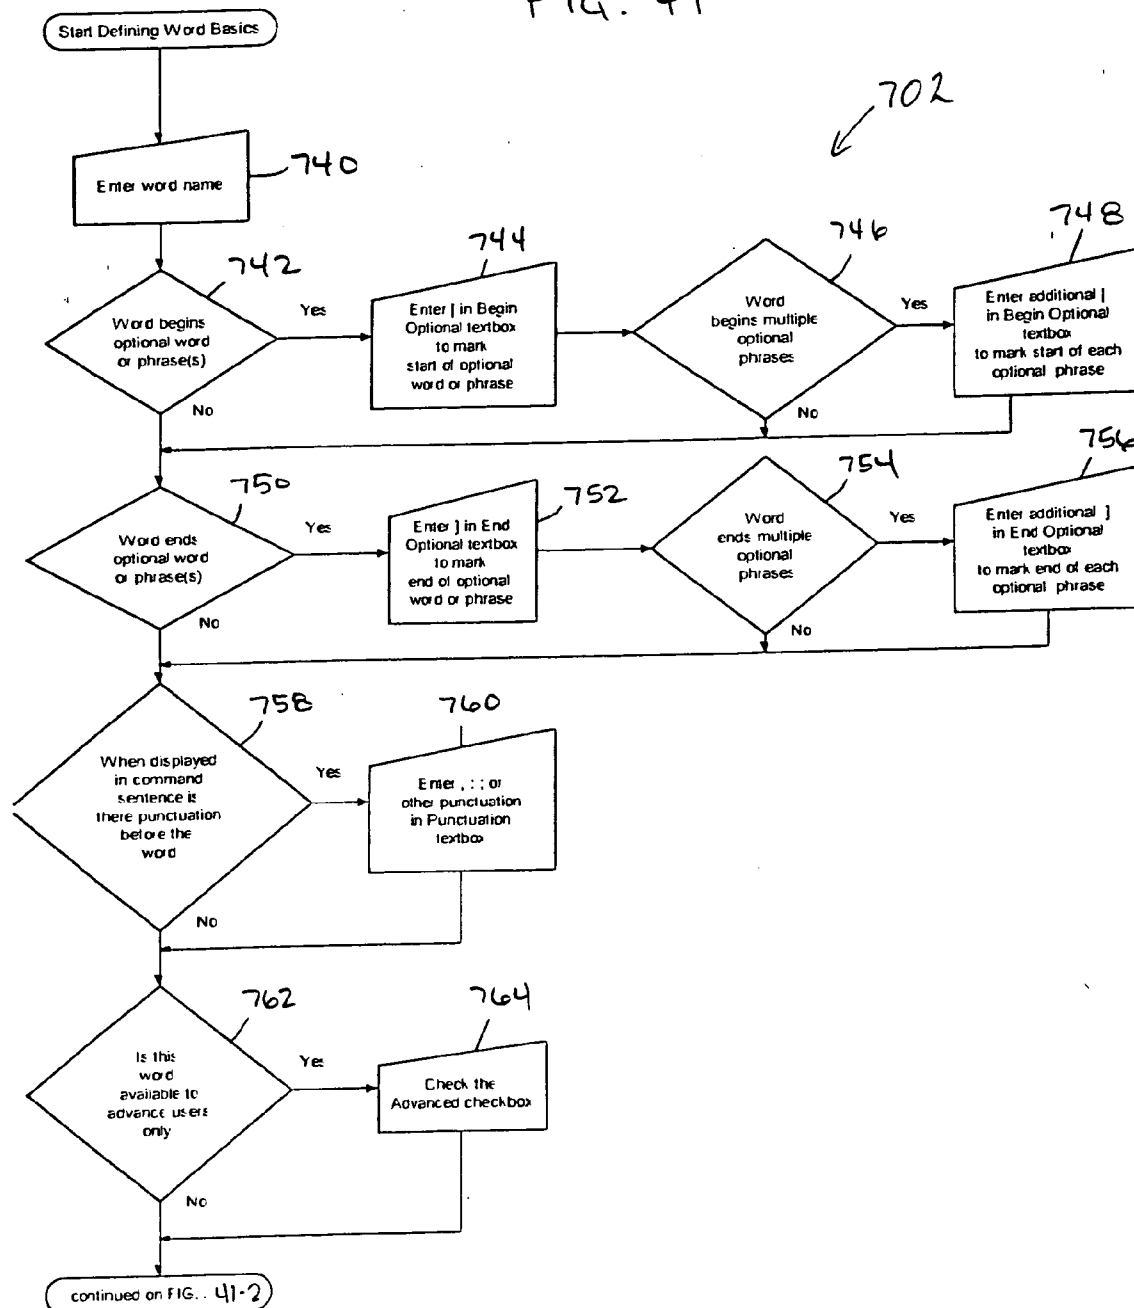 FIG. 41
Start Defining Word Basics
702
740
Enter word name
742
744
746
748
Word begins
optional word
or phrase(s)
Yes
Enter [ in Begin
Optional textbox
to mark
start of optional
word or phrase
Word
begins multiple
optional
phrases
Yes
Enter additional [
in Begin Optional
textbox
to mark start of each
optional phrase
No
No
750
752
754
756
Word ends
optional word
or phrase(s)
Yes
Enter ] in End
Optional textbox
to mark
end of optional
word or phrase
Word
ends multiple
optional
phrases
Yes
Enter additional ]
in End Optional
textbox
to mark end of each
optional phrase
No
No
758
760
When displayed
in command
sentence is
there punctuation
before the
word
Yes
Enter , : ; or
other punctuation
in Punctuation
textbox
No
762
764
Is this
word
available to
advance users
only
Yes
Check the
Advanced checkbox
No
continued on FIG.. 41-2